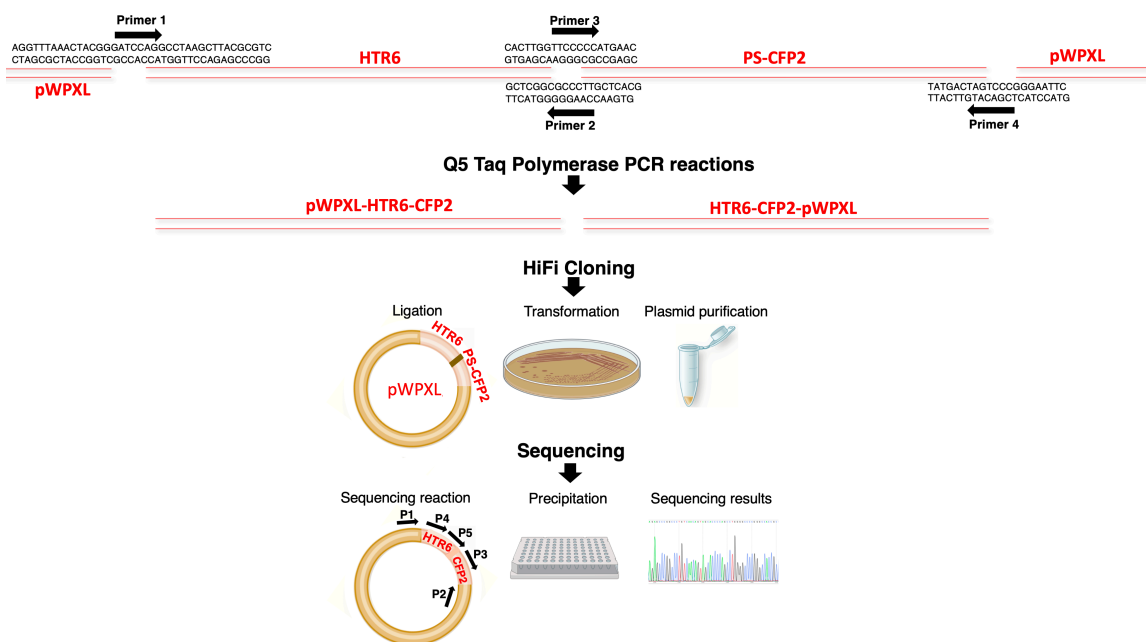 Primer 1
AGGTTTAAACTACGGGATCCAGGCCTAAGCTTACGCGTC
CTAGCGCTACCGGTCGCCACCATGGTTCCAGAGCCCGG
Primer 3
CACTTGGTTCCCCCATGAAC
GTGAGCAAGGGCGCCGAGC
HTR6
PS-CFP2
pWPXL
pWPXL
GCTCGGCGCCCTTGCTCACG
TTCATGGGGGAACCAAGTG
Primer 2
TATGACTAGTCCCGGGAATTC
TTACTTGTACAGCTCATCCATG
Primer 4
Q5 Taq Polymerase PCR reactions
pWPXL-HTR6-CFP2
HTR6-CFP2-pWPXL
HiFi Cloning
Ligation
Transformation
Plasmid purification
HTR6
PS-CFP2
pWPXL
Sequencing
Sequencing reaction
Precipitation
Sequencing results
P1
P4
P5
P3
HTR6
CFP2
P2